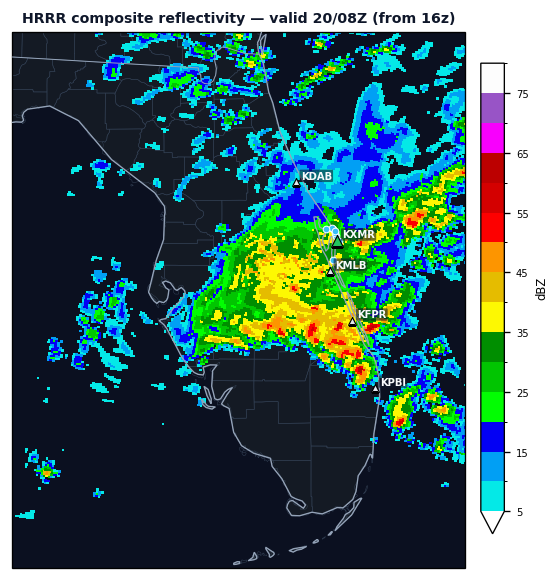 HRRR composite reflectivity — valid 20/08Z (from 16z)
KDAB
KXMR
KMLB
KFPR
KPBI
75
65
55
45
35
25
15
5
dBZ